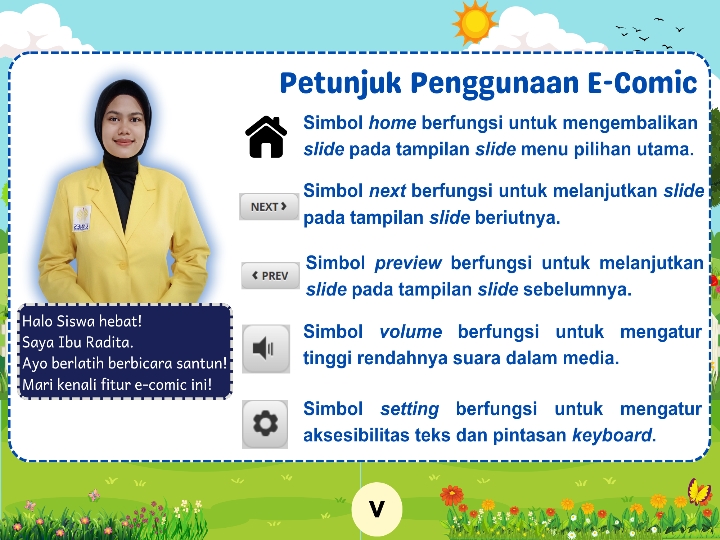 Petunjuk Penggunaan E-Comic
Simbol home berfungsi untuk mengembalikan
slide pada tampilan slide menu pilihan utama.
NEXT
Simbol next berfungsi untuk melanjutkan slide
pada tampilan slide beriutnya.
PREV
Simbol preview berfungsi untuk melanjutkan
slide pada tampilan slide sebelumnya.
Simbol volume berfungsi untuk mengatur
tinggi rendahnya suara dalam media.
Simbol setting berfungsi untuk mengatur
aksesibilitas teks dan pintasan keyboard.
Halo Siswa hebat!
Saya Ibu Radita.
Ayo berlatih berbicara santun!
Mari kenali fitur e-comic ini!
V